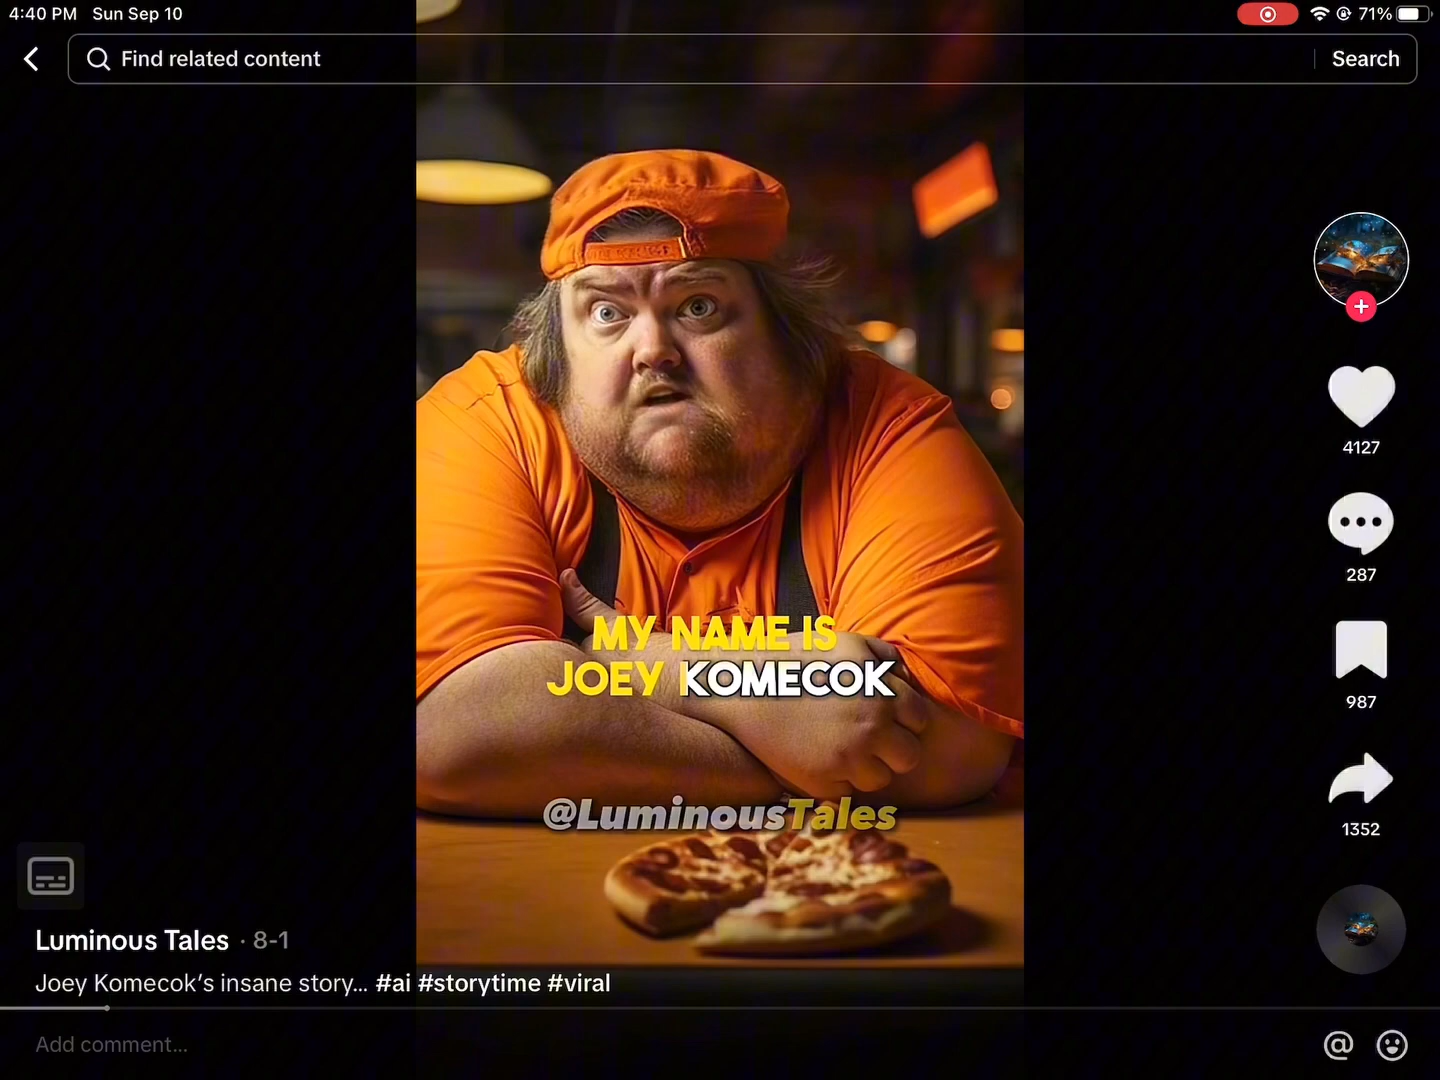 4:40 PM Sun Sep 10
71%
Find related content
Search
4127
MY NAME IS
JOEY KOMECOK
287
987
@LuminousTales
1352
Luminous Tales · 8-1
Joey Komecok's insane story... #ai #storytime #viral
Add comment...